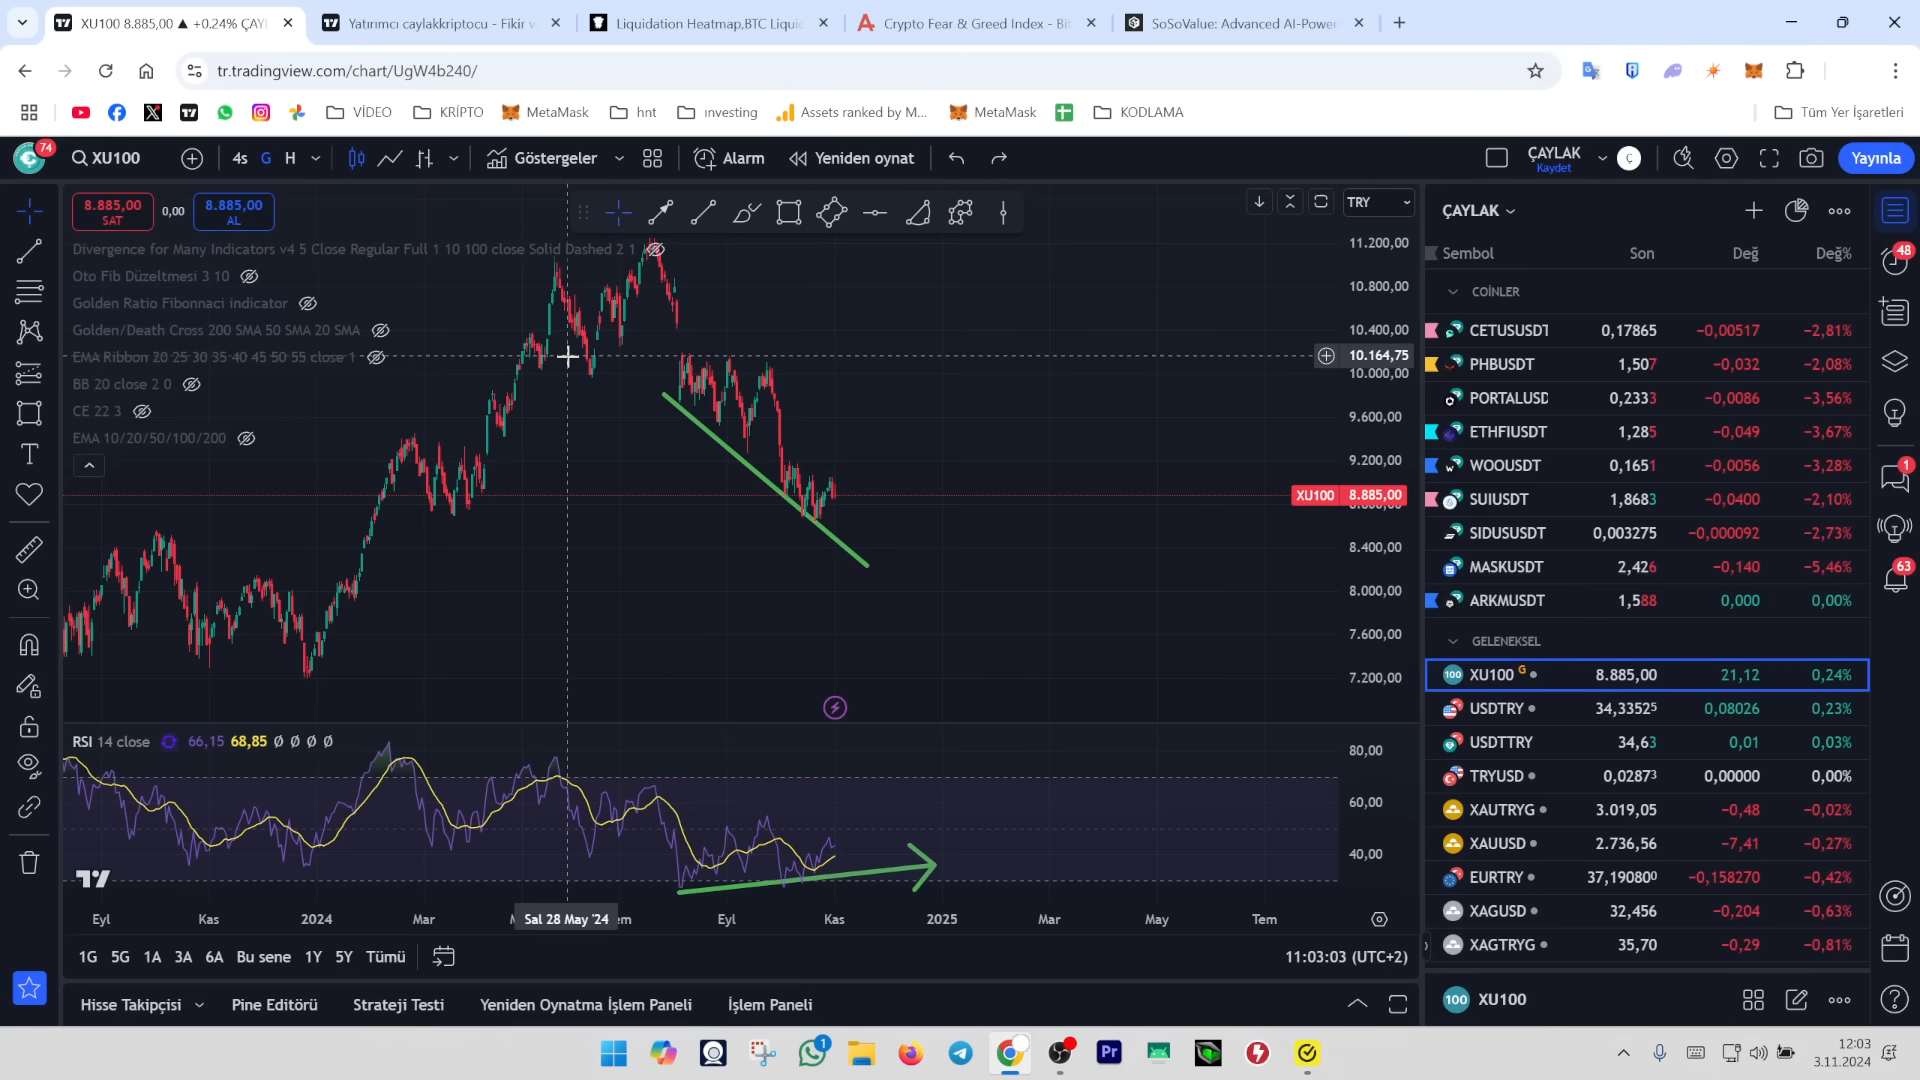 XU100 8.885,00 ▲ +0.24% ÇAYL
Yatırımcı caylakkriptocu - Fikir v
Liquidation Heatmap,BTC Liquid
Crypto Fear & Greed Index - Bit
SoSoValue: Advanced AI-Power
tr.tradingview.com/chart/UgW4b240/
VİDEO
KRİPTO
MetaMask
hnt
ınvesting
Assets ranked by M...
MetaMask
KODLAMA
Tüm Yer İşaretleri
74
XU100
4s
G
H
Göstergeler
Alarm
Yeniden oynat
ÇAYLAK
Kaydet
Ç
Yayınla
8.885,00
SAT
0,00
8.885,00
AL
TRY
Divergence for Many Indicators v4 5 Close Regular Full 1 10 100 close Solid Dashed 2 1
Oto Fib Düzeltmesi 3 10
Golden Ratio Fibonnaci indicator
Golden/Death Cross 200 SMA 50 SMA 20 SMA
EMA Ribbon 20 25 30 35 40 45 50 55 close 1
BB 20 close 2 0
CE 22 3
EMA 10/20/50/100/200
11.200,00
10.800,00
10.400,00
10.164,75
10.000,00
9.600,00
9.200,00
XU100 8.885,00
8.400,00
8.000,00
7.600,00
7.200,00
RSI 14 close 66,15 68,85 Ø Ø Ø Ø
80,00
60,00
40,00
Eyl
Kas
2024
Mar
Sal 28 May '24
Eyl
Kas
2025
Mar
May
Tem
1G 5G 1A 3A 6A Bu sene 1Y 5Y Tümü
11:03:03 (UTC+2)
Hisse Takipçisi
Pine Editörü
Strateji Testi
Yeniden Oynatma İşlem Paneli
İşlem Paneli
ÇAYLAK
Sembol Son Değ Değ%
COİNLER
CETUSUSDT 0,17865 −0,00517 −2,81%
PHBUSDT 1,507 −0,032 −2,08%
PORTALUSD 0,2333 −0,0086 −3,56%
ETHFIUSDT 1,285 −0,049 −3,67%
WOOUSDT 0,1651 −0,0056 −3,28%
SUIUSDT 1,8683 −0,0400 −2,10%
SIDUSUSDT 0,003275 −0,000092 −2,73%
MASKUSDT 2,426 −0,140 −5,46%
ARKMUSDT 1,588 0,000 0,00%
GELENEKSEL
100 XU100 G 8.885,00 21,12 0,24%
USDTRY 34,33525 0,08026 0,23%
USDTTRY 34,63 0,01 0,03%
TRYUSD 0,02873 0,00000 0,00%
XAUTRYG 3.019,05 −0,48 −0,02%
XAUUSD 2.736,56 −7,41 −0,27%
EURTRY 37,190800 −0,158270 −0,42%
XAGUSD 32,456 −0,204 −0,63%
XAGTRYG 35,70 −0,29 −0,81%
100 XU100
48
1
63
1
Pr
12:03
3.11.2024